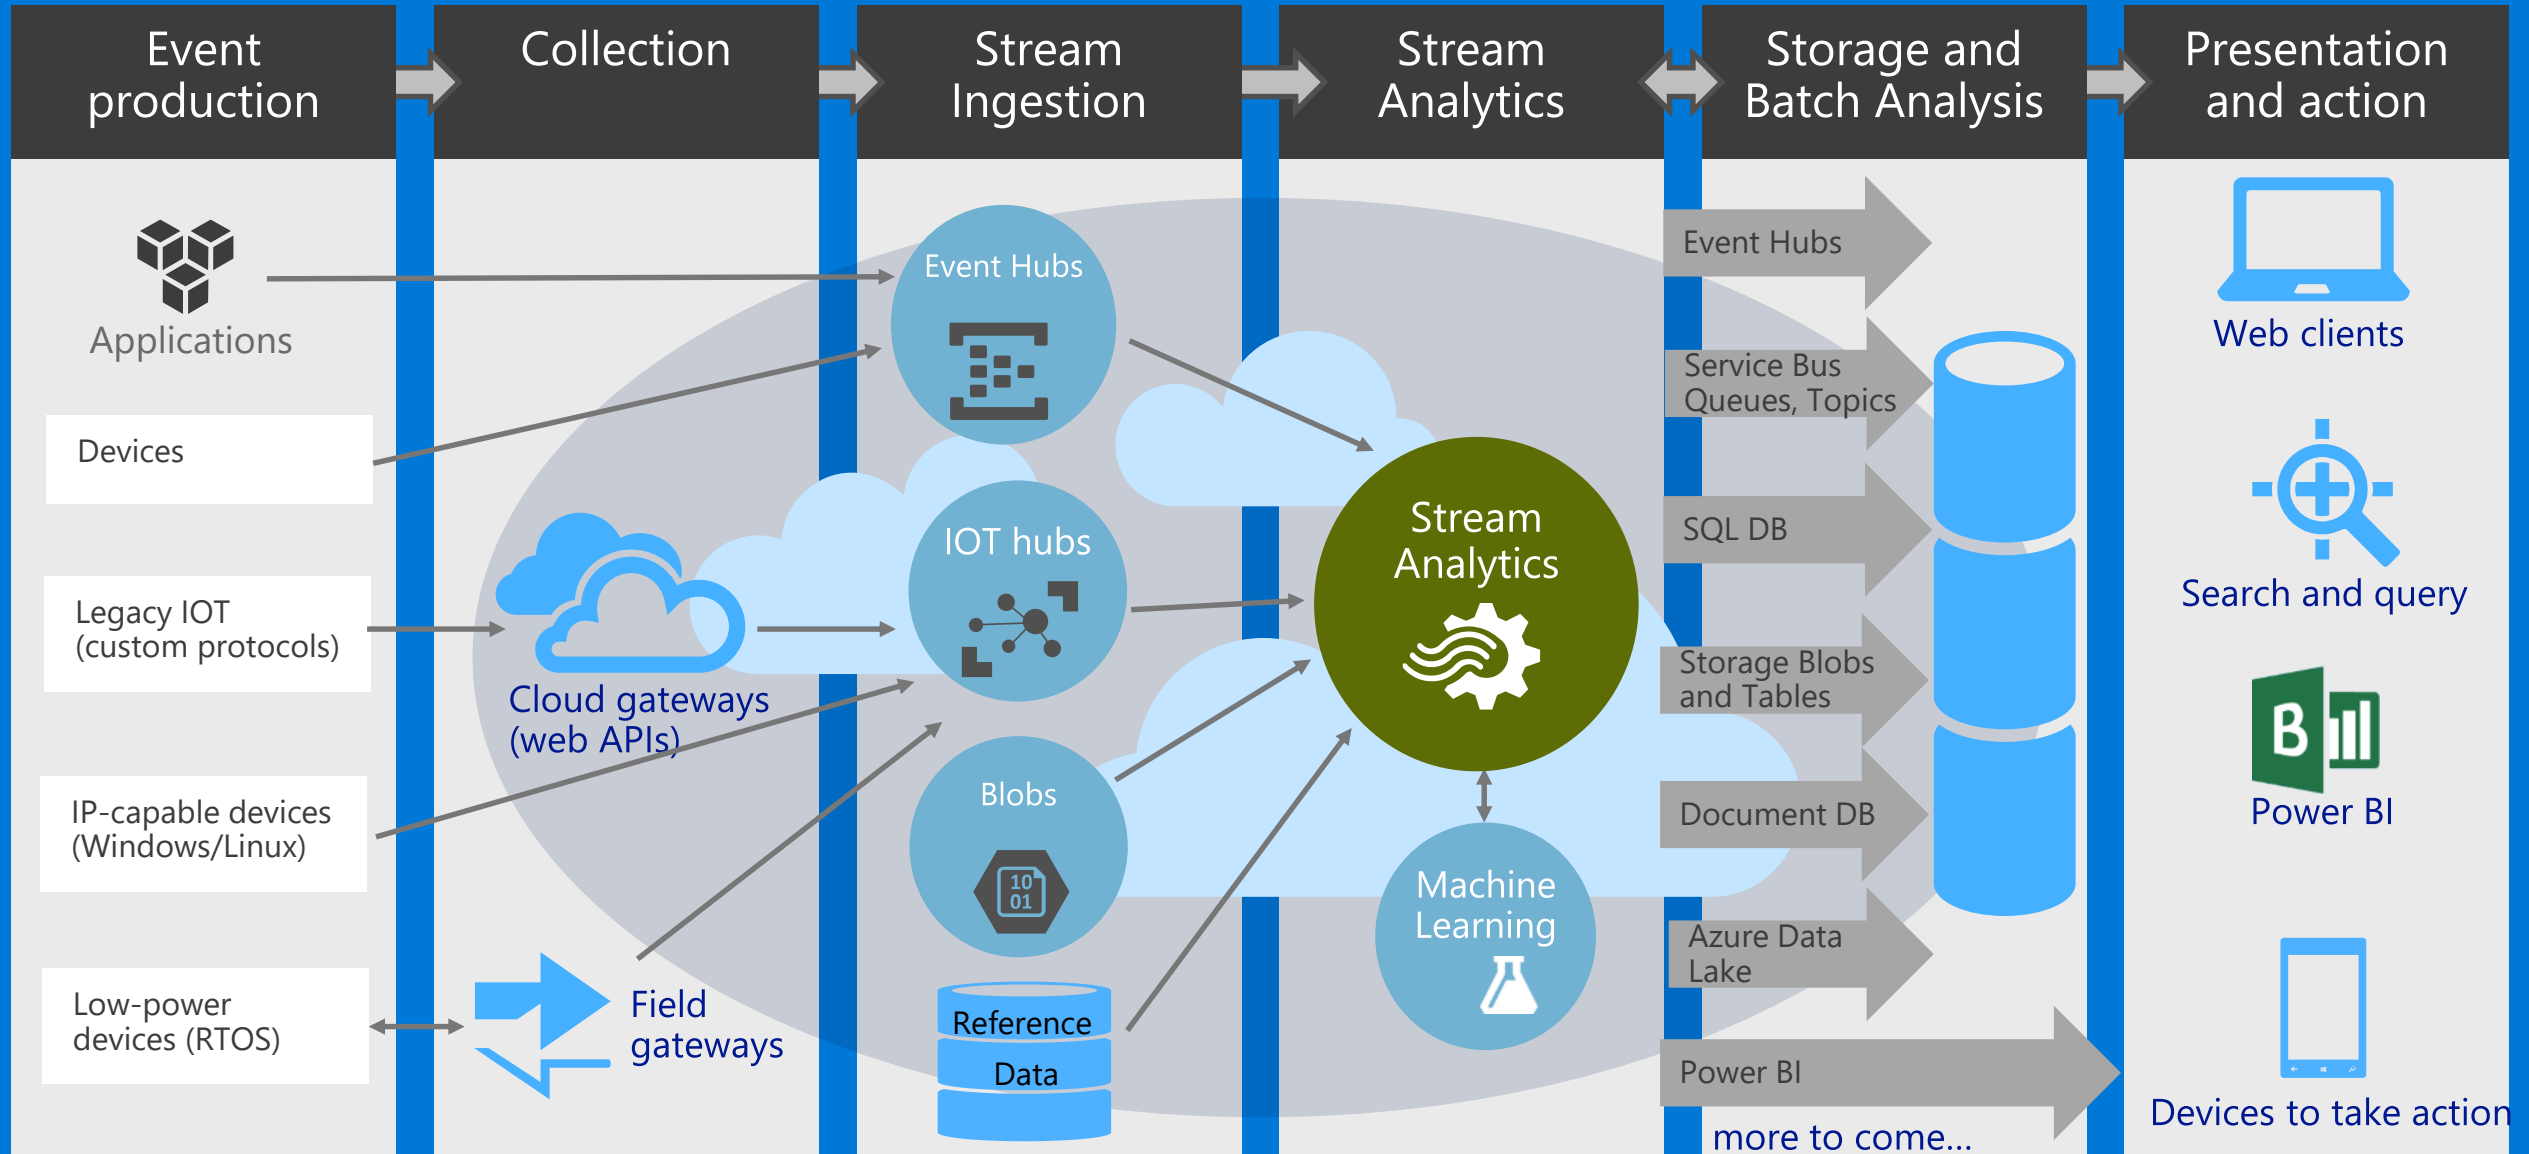 Event
production
Collection
Stream
Ingestion
Stream
Analytics
Storage and
Batch Analysis
Presentation
and action
Applications
Devices
Legacy IOT
(custom protocols)
IP-capable devices
(Windows/Linux)
Low-power
devices (RTOS)
Cloud gateways
(web APIs)
Field
gateways
Event Hubs
IOT hubs
Blobs
10
01
Reference
Data
Stream
Analytics
Machine
Learning
Event Hubs
Service Bus
Queues, Topics
SQL DB
Storage Blobs
and Tables
Document DB
Azure Data
Lake
Power BI
more to come...
Web clients
Search and query
B
Power BI
Devices to take action